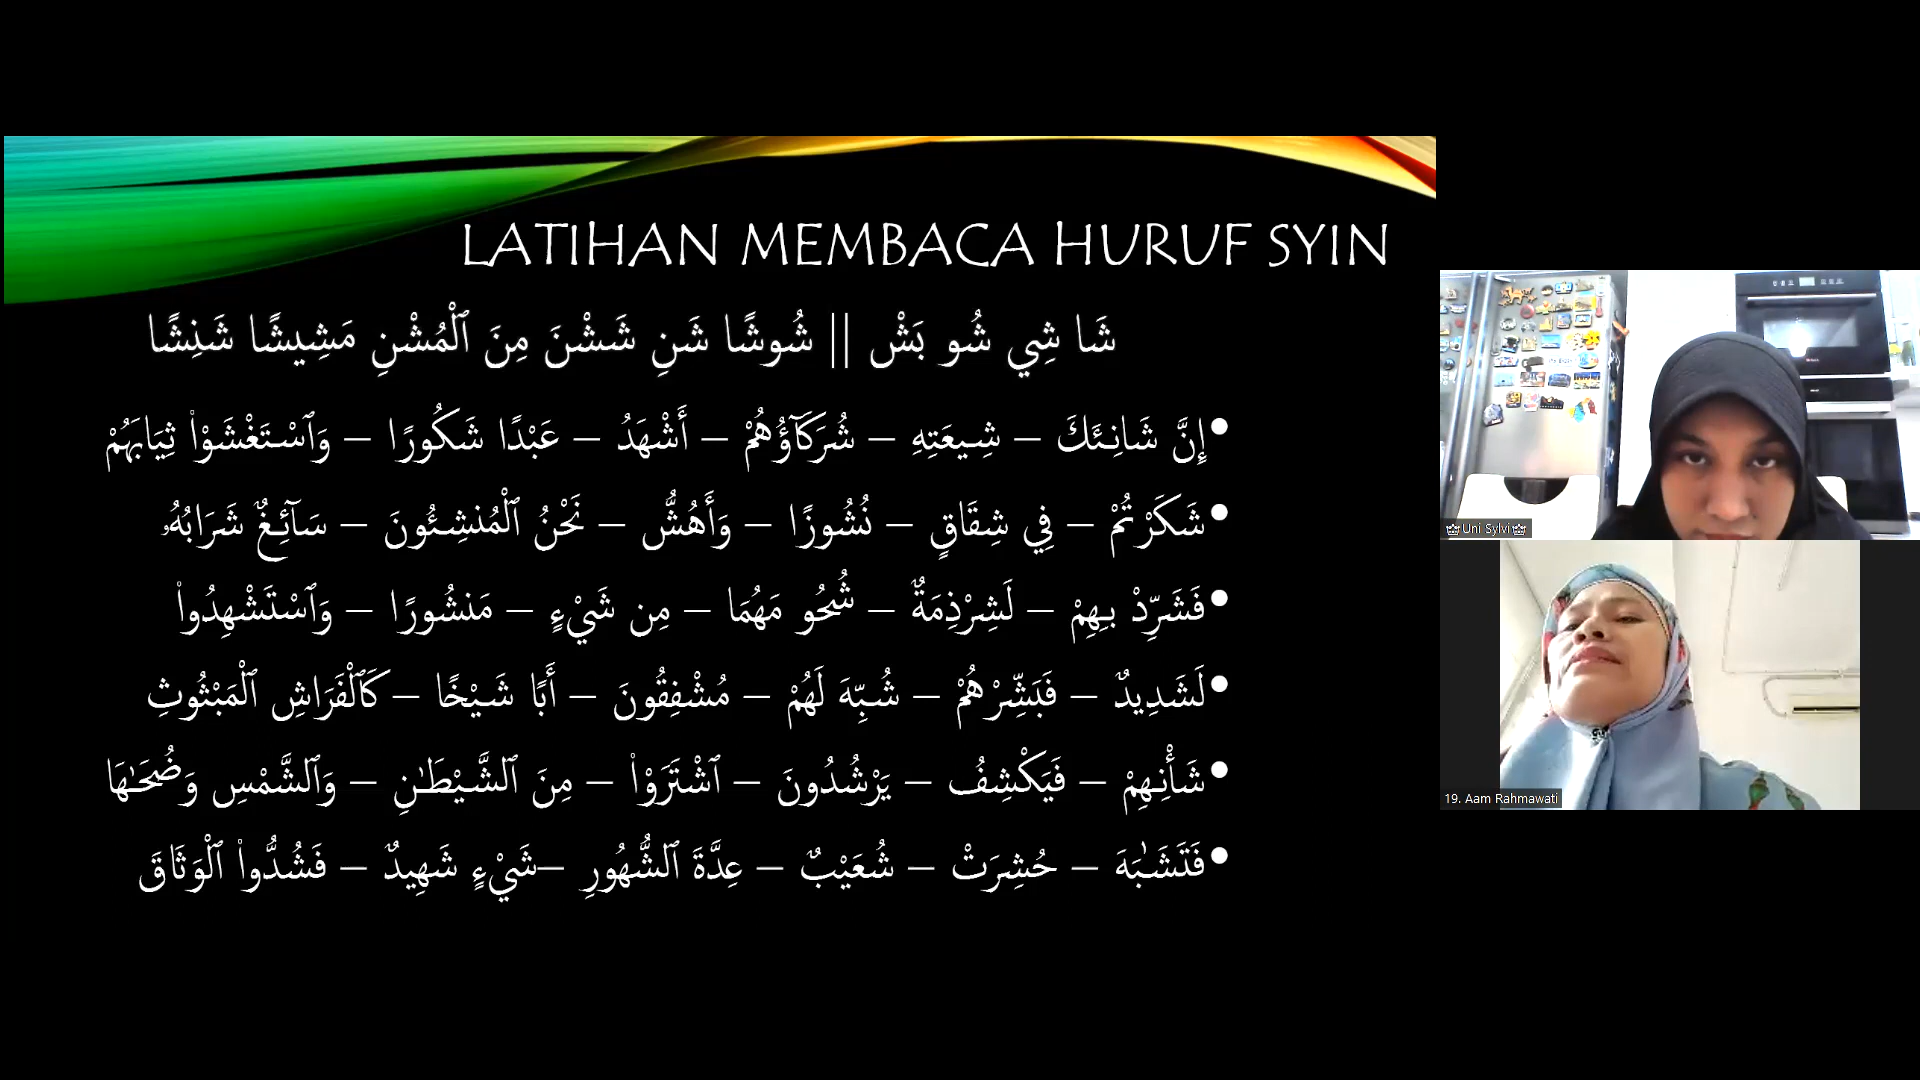 LATIHAN MEMBACA HURUF SYIN
شَا شِي شُو بَشْ || شُوشًا شَنِ شَشْنَ مِنَ ٱلْمُشْنِ مَشِيشًا شَنِشًا
•إِنَّ شَانِئَكَ – شِيعَتِهِ – شُرَكَآؤُهُمْ – أَشْهَدُ – عَبْدًا شَكُورًا – وَٱسْتَغْشَوْا۟ ثِيَابَهُمْ
•شَكَرْتُمْ – فِي شِقَاقٍ – نُشُوزًا – وَأَهُشُّ – نَحْنُ ٱلْمُنشِئُونَ – سَآئِغٌ شَرَابُهُۥ
•فَشَرِّدْ بِهِمْ – لَشِرْذِمَةٌ – شُحُو مَهُمَا – مِن شَيْءٍ – مَنشُورًا – وَٱسْتَشْهِدُوا۟
•لَشَدِيدٌ – فَبَشِّرْهُمْ – شُبِّهَ لَهُمْ – مُشْفِقُونَ – أَبًا شَيْخًا – كَٱلْفَرَاشِ ٱلْمَبْثُوثِ
•شَأْنِهِمْ – فَيَكْشِفُ – يَرْشُدُونَ – ٱشْتَرَوْا۟ – مِنَ ٱلشَّيْطَـٰنِ – وَٱلشَّمْسِ وَضُحَـٰهَا
•فَتَشَـٰبَهَ – حُشِرَتْ – شُعَيْبٌ – عِدَّةَ ٱلشُّهُورِ –شَيْءٍ شَهِيدٌ – فَشُدُّوا۟ ٱلْوَثَاقَ
Uni Sylvi
19. Aam Rahmawati